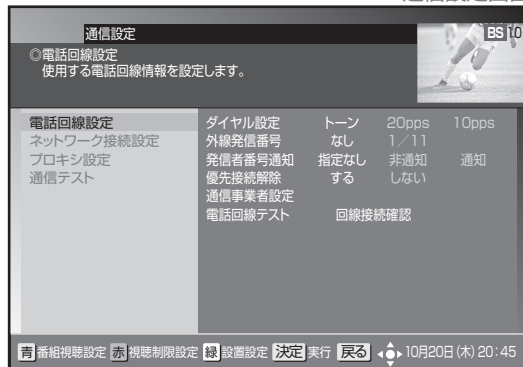 通信設定
BS 10
◎電話回線設定
使用する電話回線情報を設定します。
電話回線設定
ネットワーク接続設定
プロキシ設定
通信テスト
ダイヤル設定 トーン 20pps 10pps
外線発信番号 なし 1/11
発信者番号通知 指定なし 非通知 通知
優先接続解除 する しない
通信事業者設定
電話回線テスト 回線接続確認
青 番組視聴設定 赤 視聴制限設定 緑 設置設定 決定 実行 戻る 10月20日(木)20:45